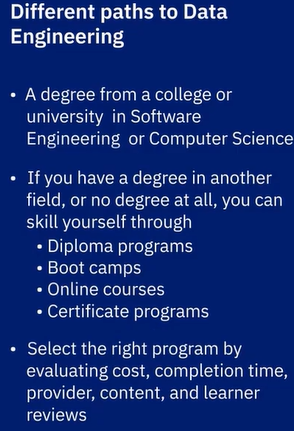 Different paths to Data
Engineering
• A degree from a college or
university in Software
Engineering or Computer Science
• If you have a degree in another
field, or no degree at all, you can
skill yourself through
• Diploma programs
• Boot camps
• Online courses
• Certificate programs
• Select the right program by
evaluating cost, completion time,
provider, content, and learner
reviews